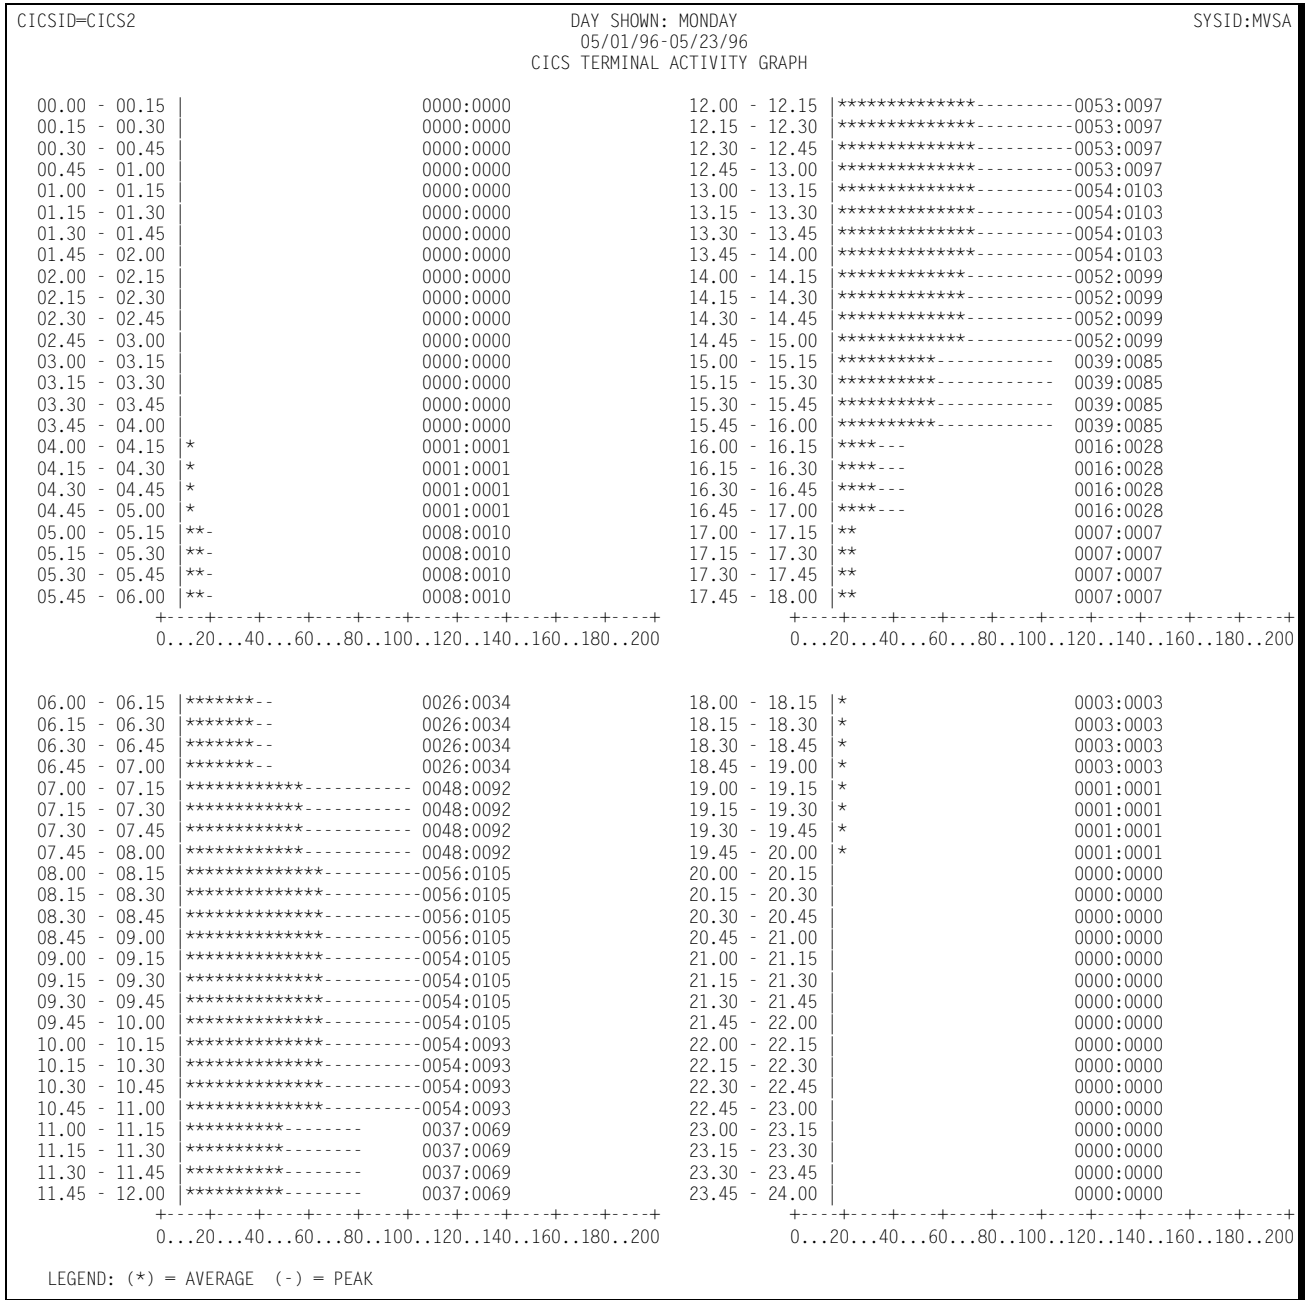 CICSID=CICS2 DAY SHOWN: MONDAY SYSID:MVSA
05/01/96-05/23/96
CICS TERMINAL ACTIVITY GRAPH
00.00 - 00.15 | 0000:0000 12.00 - 12.15 |**************----------0053:0097
00.15 - 00.30 | 0000:0000 12.15 - 12.30 |**************----------0053:0097
00.30 - 00.45 | 0000:0000 12.30 - 12.45 |**************----------0053:0097
00.45 - 01.00 | 0000:0000 12.45 - 13.00 |**************----------0053:0097
01.00 - 01.15 | 0000:0000 13.00 - 13.15 |**************----------0054:0103
01.15 - 01.30 | 0000:0000 13.15 - 13.30 |**************----------0054:0103
01.30 - 01.45 | 0000:0000 13.30 - 13.45 |**************----------0054:0103
01.45 - 02.00 | 0000:0000 13.45 - 14.00 |**************----------0054:0103
02.00 - 02.15 | 0000:0000 14.00 - 14.15 |*************-----------0052:0099
02.15 - 02.30 | 0000:0000 14.15 - 14.30 |*************-----------0052:0099
02.30 - 02.45 | 0000:0000 14.30 - 14.45 |*************-----------0052:0099
02.45 - 03.00 | 0000:0000 14.45 - 15.00 |*************-----------0052:0099
03.00 - 03.15 | 0000:0000 15.00 - 15.15 |**********------------ 0039:0085
03.15 - 03.30 | 0000:0000 15.15 - 15.30 |**********------------ 0039:0085
03.30 - 03.45 | 0000:0000 15.30 - 15.45 |**********------------ 0039:0085
03.45 - 04.00 | 0000:0000 15.45 - 16.00 |**********------------ 0039:0085
04.00 - 04.15 |* 0001:0001 16.00 - 16.15 |****--- 0016:0028
04.15 - 04.30 |* 0001:0001 16.15 - 16.30 |****--- 0016:0028
04.30 - 04.45 |* 0001:0001 16.30 - 16.45 |****--- 0016:0028
04.45 - 05.00 |* 0001:0001 16.45 - 17.00 |****--- 0016:0028
05.00 - 05.15 |**- 0008:0010 17.00 - 17.15 |** 0007:0007
05.15 - 05.30 |**- 0008:0010 17.15 - 17.30 |** 0007:0007
05.30 - 05.45 |**- 0008:0010 17.30 - 17.45 |** 0007:0007
05.45 - 06.00 |**- 0008:0010 17.45 - 18.00 |** 0007:0007
+----+----+----+----+----+----+----+----+----+----+ +----+----+----+----+----+----+----+----+----+----+
0...20...40...60...80..100..120..140..160..180..200 0...20...40...60...80..100..120..140..160..180..200
06.00 - 06.15 |*******-- 0026:0034 18.00 - 18.15 |* 0003:0003
06.15 - 06.30 |*******-- 0026:0034 18.15 - 18.30 |* 0003:0003
06.30 - 06.45 |*******-- 0026:0034 18.30 - 18.45 |* 0003:0003
06.45 - 07.00 |*******-- 0026:0034 18.45 - 19.00 |* 0003:0003
07.00 - 07.15 |************----------- 0048:0092 19.00 - 19.15 |* 0001:0001
07.15 - 07.30 |************----------- 0048:0092 19.15 - 19.30 |* 0001:0001
07.30 - 07.45 |************----------- 0048:0092 19.30 - 19.45 |* 0001:0001
07.45 - 08.00 |************----------- 0048:0092 19.45 - 20.00 |* 0001:0001
08.00 - 08.15 |**************----------0056:0105 20.00 - 20.15 | 0000:0000
08.15 - 08.30 |**************----------0056:0105 20.15 - 20.30 | 0000:0000
08.30 - 08.45 |**************----------0056:0105 20.30 - 20.45 | 0000:0000
08.45 - 09.00 |**************----------0056:0105 20.45 - 21.00 | 0000:0000
09.00 - 09.15 |**************----------0054:0105 21.00 - 21.15 | 0000:0000
09.15 - 09.30 |**************----------0054:0105 21.15 - 21.30 | 0000:0000
09.30 - 09.45 |**************----------0054:0105 21.30 - 21.45 | 0000:0000
09.45 - 10.00 |**************----------0054:0105 21.45 - 22.00 | 0000:0000
10.00 - 10.15 |**************----------0054:0093 22.00 - 22.15 | 0000:0000
10.15 - 10.30 |**************----------0054:0093 22.15 - 22.30 | 0000:0000
10.30 - 10.45 |**************----------0054:0093 22.30 - 22.45 | 0000:0000
10.45 - 11.00 |**************----------0054:0093 22.45 - 23.00 | 0000:0000
11.00 - 11.15 |**********-------- 0037:0069 23.00 - 23.15 | 0000:0000
11.15 - 11.30 |**********-------- 0037:0069 23.15 - 23.30 | 0000:0000
11.30 - 11.45 |**********-------- 0037:0069 23.30 - 23.45 | 0000:0000
11.45 - 12.00 |**********-------- 0037:0069 23.45 - 24.00 | 0000:0000
+----+----+----+----+----+----+----+----+----+----+ +----+----+----+----+----+----+----+----+----+----+
0...20...40...60...80..100..120..140..160..180..200 0...20...40...60...80..100..120..140..160..180..200
LEGEND: (*) = AVERAGE (-) = PEAK